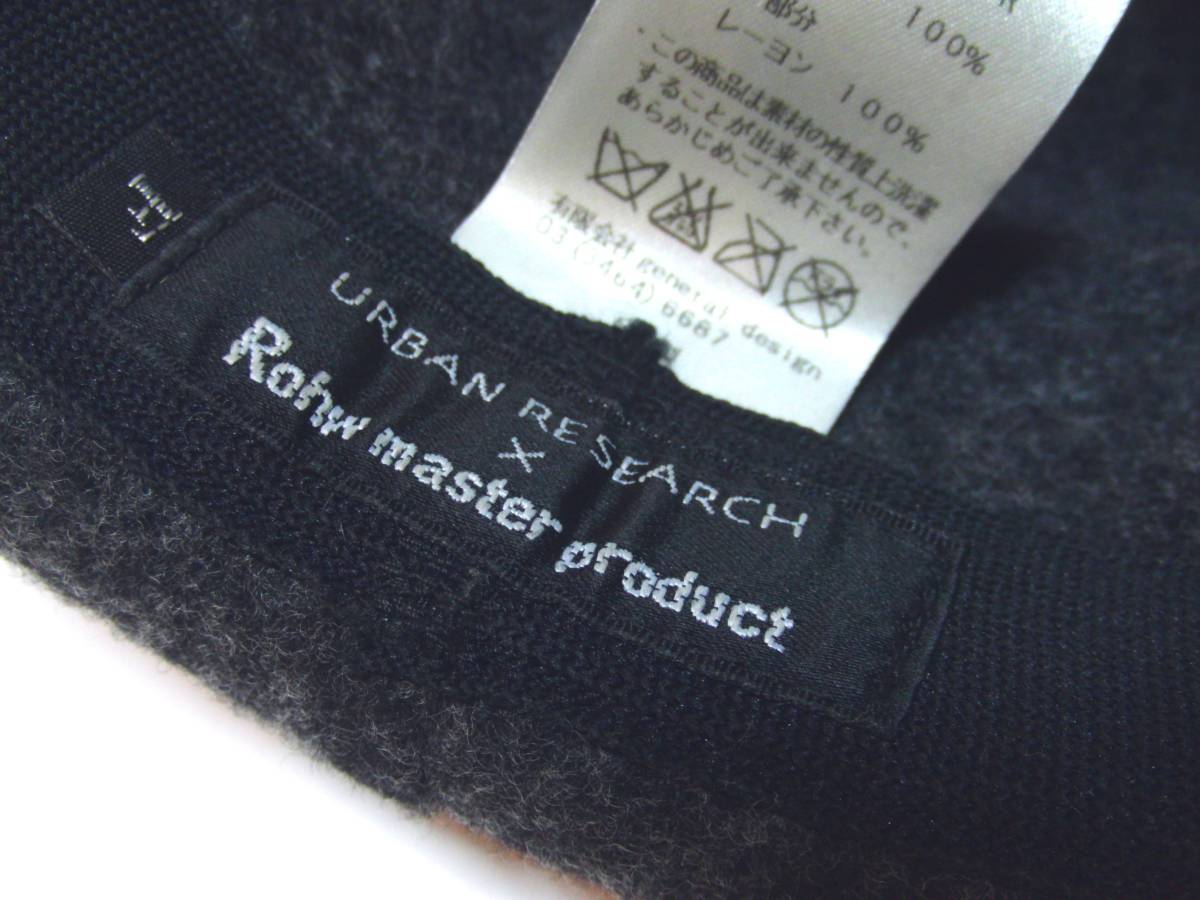 100%
部分
レーヨン 100%
・この商品は素材の性質上洗濯
することが出来ませんので、
あらかじめご了承下さい。
有限会社 general design
03(5464)6687
URBAN RESEARCH
×
Rohw master product